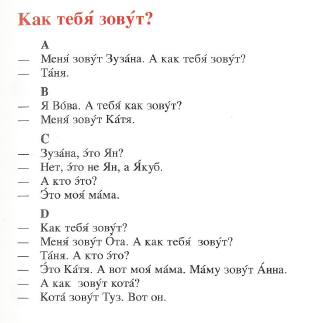 Как тебя́ зову́т?
A
— Меня́ зову́т Зуза́на. А как тебя́ зову́т?
— Та́ня.
B
— Я Во́ва. А тебя́ как зову́т?
— Меня́ зову́т Ка́тя.
C
— Зуза́на, э́то Ян?
— Нет, э́то не Ян, а Я́куб.
— А кто э́то?
— Э́то моя́ ма́ма.
D
— Как тебя́ зову́т?
— Меня́ зову́т О́та. А как тебя́ зову́т?
— Та́ня. А кто э́то?
— Э́то Ка́тя. А вот моя́ ма́ма. Ма́му зову́т А́нна.
— А как зову́т кота́?
— Кота́ зову́т Туз. Вот он.